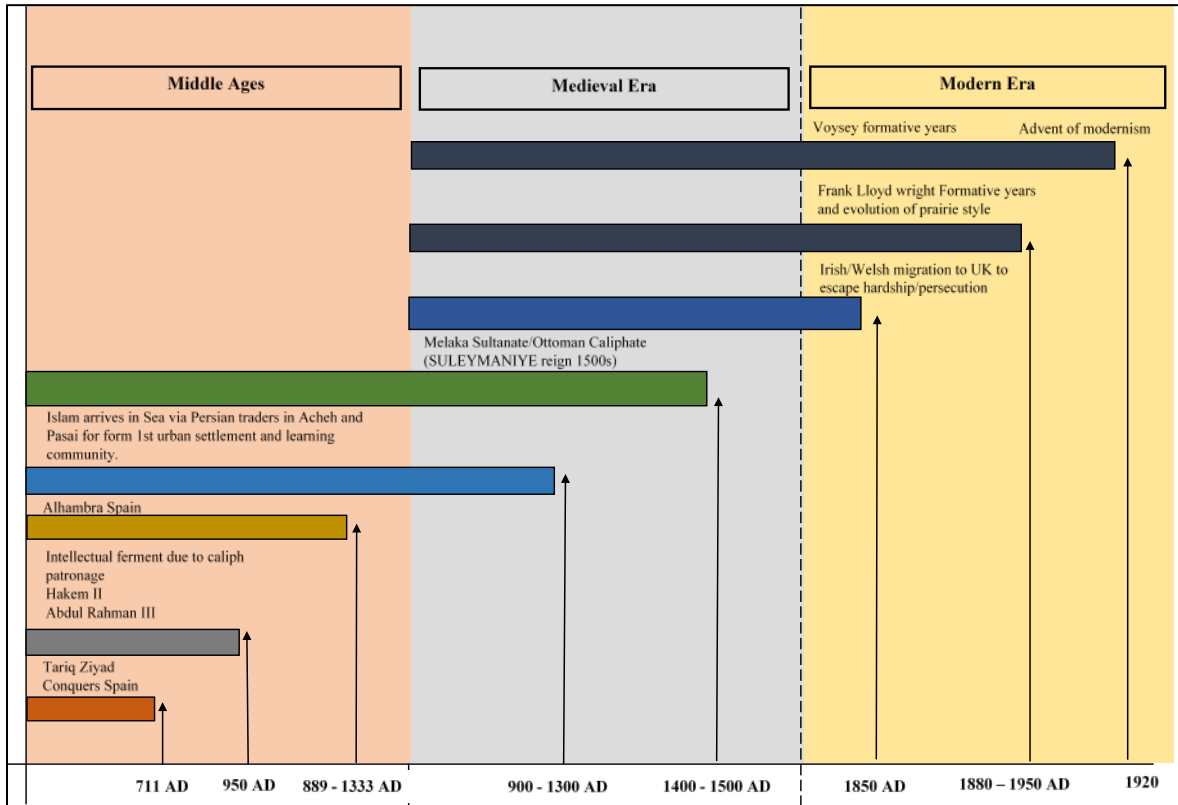 Middle Ages
Medieval Era
Modern Era
Voysey formative years
Advent of modernism
Frank Lloyd wright Formative years
and evolution of prairie style
Irish/Welsh migration to UK to
escape hardship/persecution
Melaka Sultanate/Ottoman Caliphate
(SULEYMANIYE reign 1500s)
Islam arrives in Sea via Persian traders in Acheh and
Pasai for form 1st urban settlement and learning
community.
Alhambra Spain
Intellectual ferment due to caliph
patronage
Hakem II
Abdul Rahman III
Tariq Ziyad
Conquers Spain
711 AD
950 AD
889 - 1333 AD
900 - 1300 AD
1400 - 1500 AD
1850 AD
1880 – 1950 AD
1920